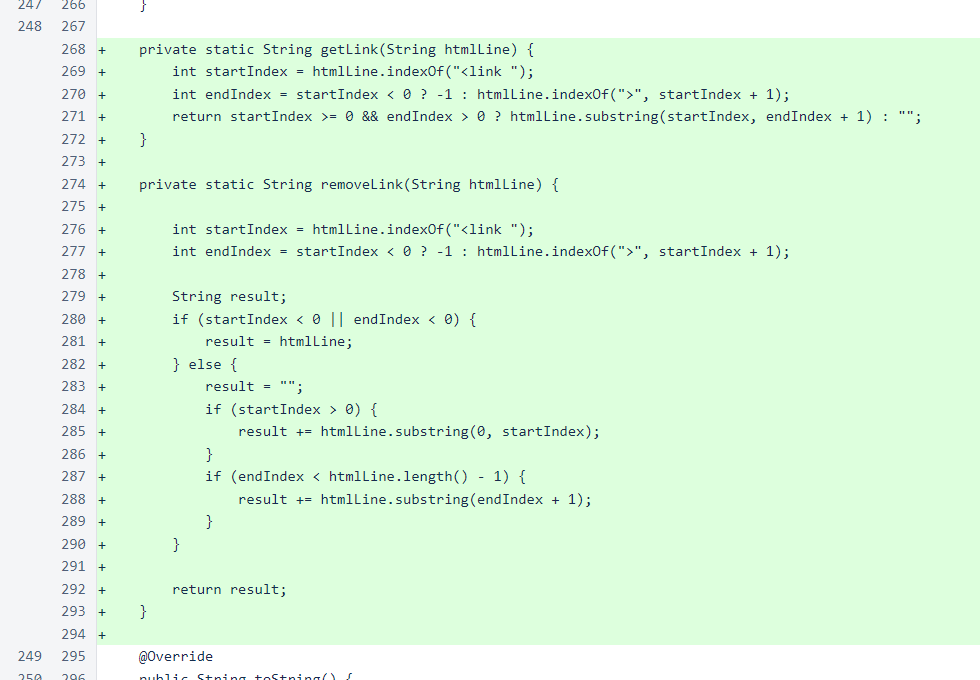 247 266 }
248 267
268 + private static String getLink(String htmlLine) {
269 + int startIndex = htmlLine.indexOf("<link ");
270 + int endIndex = startIndex < 0 ? -1 : htmlLine.indexOf(">", startIndex + 1);
271 + return startIndex >= 0 && endIndex > 0 ? htmlLine.substring(startIndex, endIndex + 1) : "";
272 + }
273 +
274 + private static String removeLink(String htmlLine) {
275 +
276 + int startIndex = htmlLine.indexOf("<link ");
277 + int endIndex = startIndex < 0 ? -1 : htmlLine.indexOf(">", startIndex + 1);
278 +
279 + String result;
280 + if (startIndex < 0 || endIndex < 0) {
281 + result = htmlLine;
282 + } else {
283 + result = "";
284 + if (startIndex > 0) {
285 + result += htmlLine.substring(0, startIndex);
286 + }
287 + if (endIndex < htmlLine.length() - 1) {
288 + result += htmlLine.substring(endIndex + 1);
289 + }
290 + }
291 +
292 + return result;
293 + }
294 +
249 295 @Override
250 296 public String toString() {